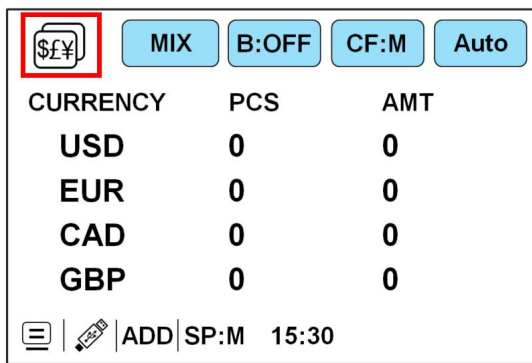 $£¥ MIX B:OFF CF:M Auto
CURRENCY PCS AMT
USD 0 0
EUR 0 0
CAD 0 0
GBP 0 0
ADD SP:M 15:30